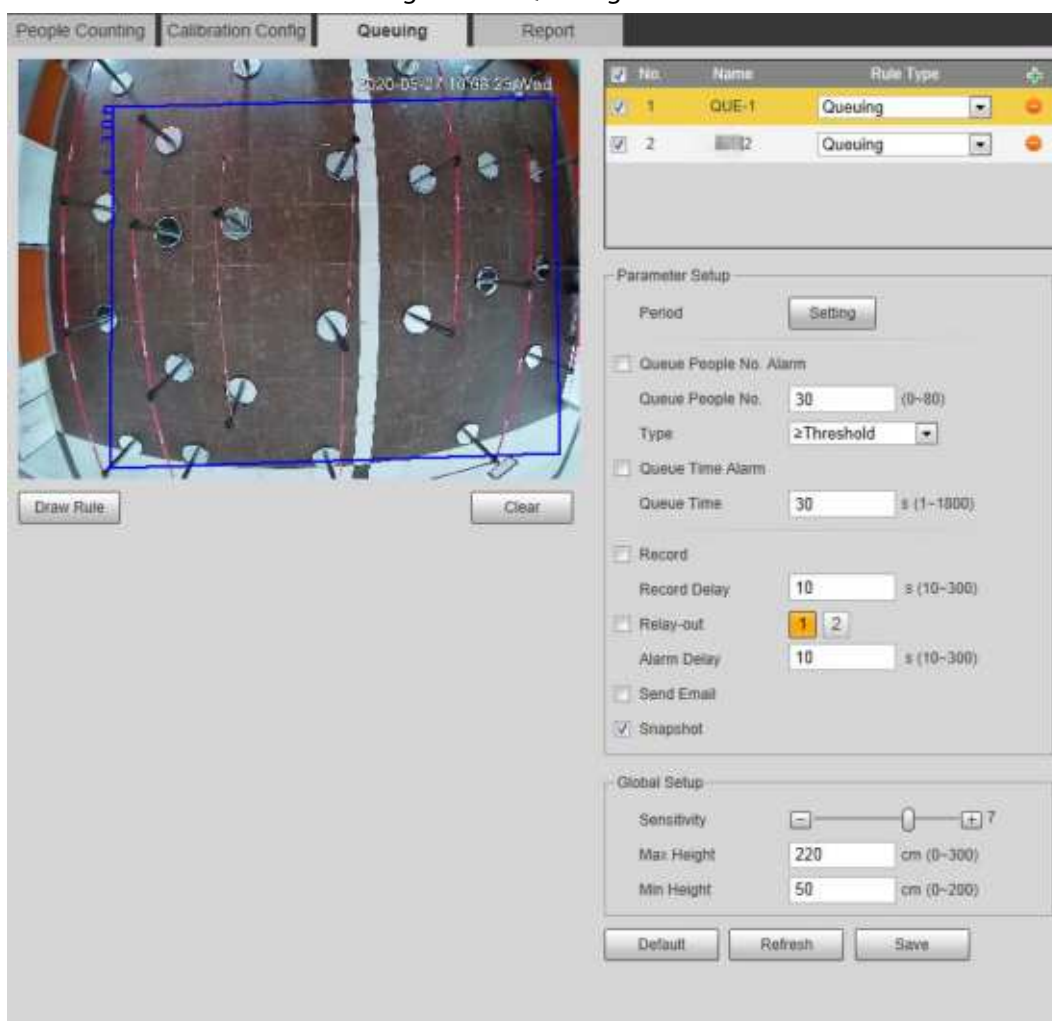 People Counting Calibration Config Queuing Report
No. Name Rule Type
1 QUE-1 Queuing
2 2 Queuing
Parameter Setup
Period Setting
Queue People No. Alarm
Queue People No. 30 (0~80)
Type ≥Threshold
Queue Time Alarm
Queue Time 30 s (1~1800)
Record
Record Delay 10 s (10~300)
Relay-out 1 2
Alarm Delay 10 s (10~300)
Send Email
Snapshot
Global Setup
Sensitivity 7
Max Height 220 cm (0~300)
Min Height 50 cm (0~200)
Draw Rule Clear
Default Refresh Save